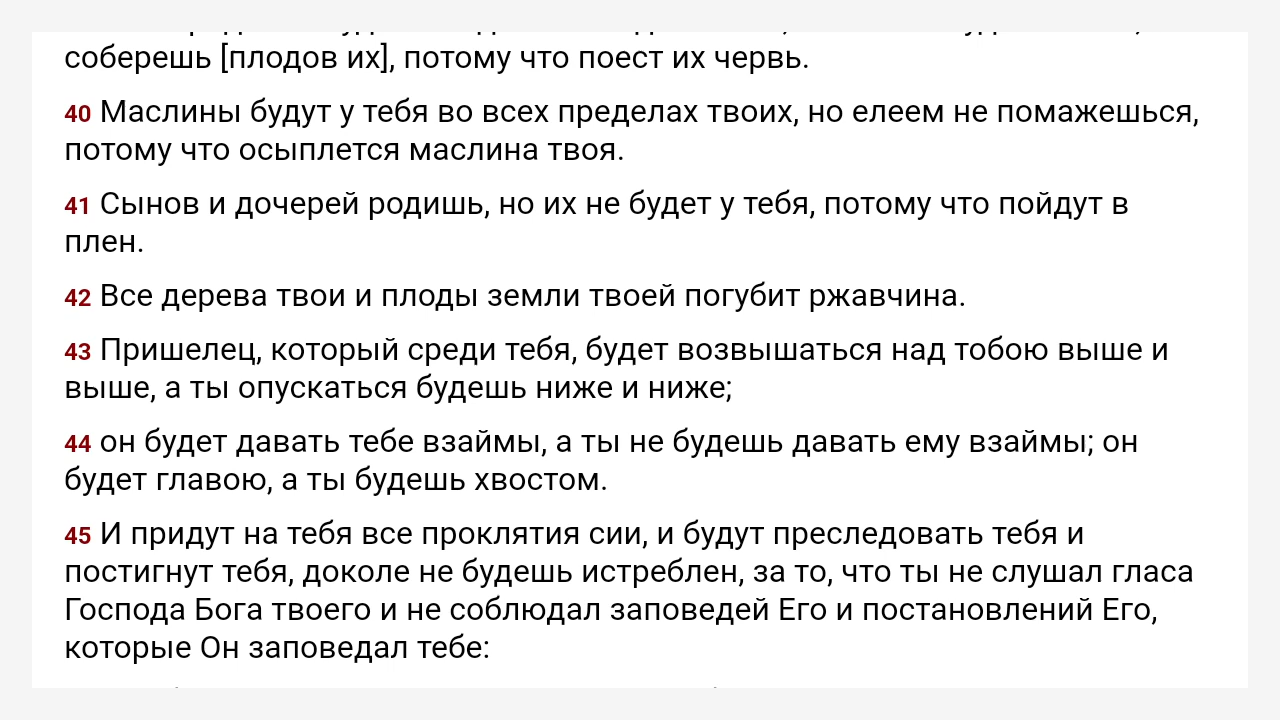 соберешь [плодов их], потому что поест их червь.
40 Маслины будут у тебя во всех пределах твоих, но елеем не помажешься,
потому что осыплется маслина твоя.
41 Сынов и дочерей родишь, но их не будет у тебя, потому что пойдут в
плен.
42 Все дерева твои и плоды земли твоей погубит ржавчина.
43 Пришелец, который среди тебя, будет возвышаться над тобою выше и
выше, а ты опускаться будешь ниже и ниже;
44 он будет давать тебе взаймы, а ты не будешь давать ему взаймы; он
будет главою, а ты будешь хвостом.
45 И придут на тебя все проклятия сии, и будут преследовать тебя и
постигнут тебя, доколе не будешь истреблен, за то, что ты не слушал гласа
Господа Бога твоего и не соблюдал заповедей Его и постановлений Его,
которые Он заповедал тебе: